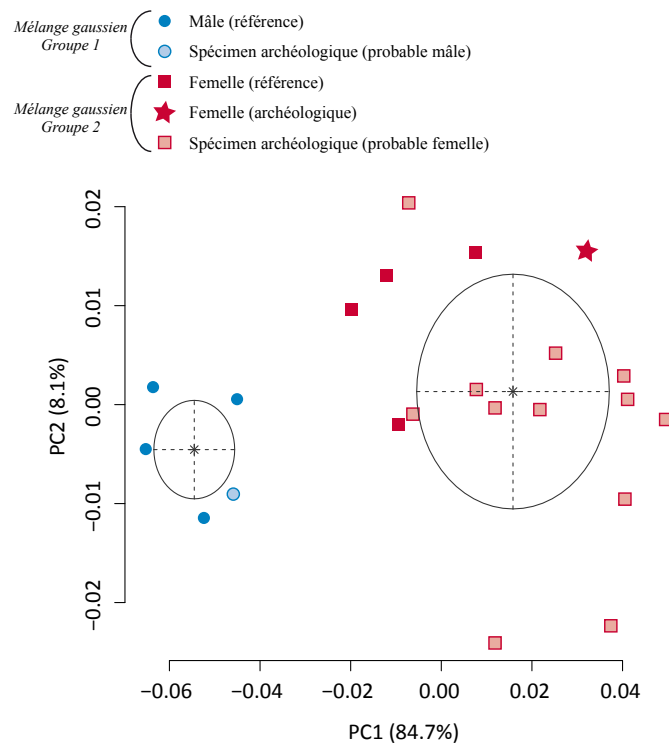 Mélange gaussien
Groupe 1
Mâle (référence)
Spécimen archéologique (probable mâle)
Mélange gaussien
Groupe 2
Femelle (référence)
Femelle (archéologique)
Spécimen archéologique (probable femelle)
PC2 (8.1%)
0.02
0.01
0.00
−0.01
−0.02
−0.06
−0.04
−0.02
0.00
0.02
0.04
PC1 (84.7%)